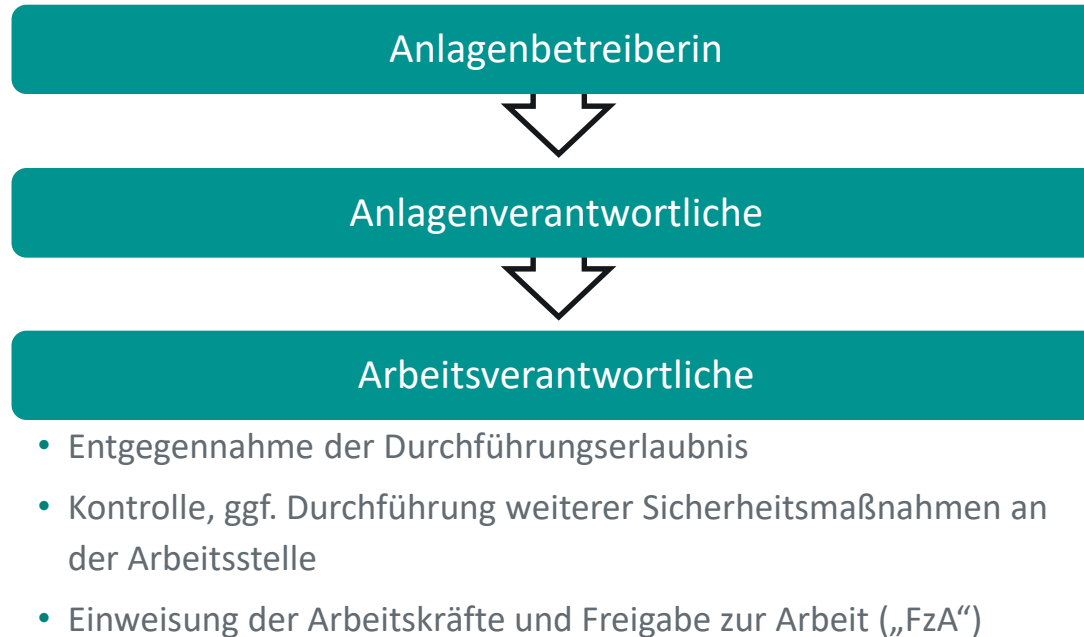 Anlagenbetreiberin
Anlagenverantwortliche
Arbeitsverantwortliche
• Entgegennahme der Durchführungserlaubnis
• Kontrolle, ggf. Durchführung weiterer Sicherheitsmaßnahmen an
der Arbeitsstelle
• Einweisung der Arbeitskräfte und Freigabe zur Arbeit („FzA“)